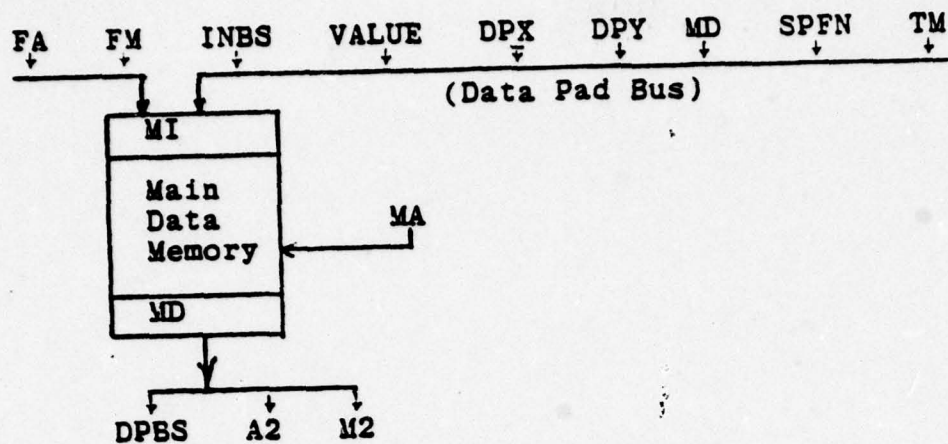 FA FM INBS VALUE DPX DPY MD SPFN TM
(Data Pad Bus)
MI
Main
Data
Memory
MA
MD
DPBS A2 M2